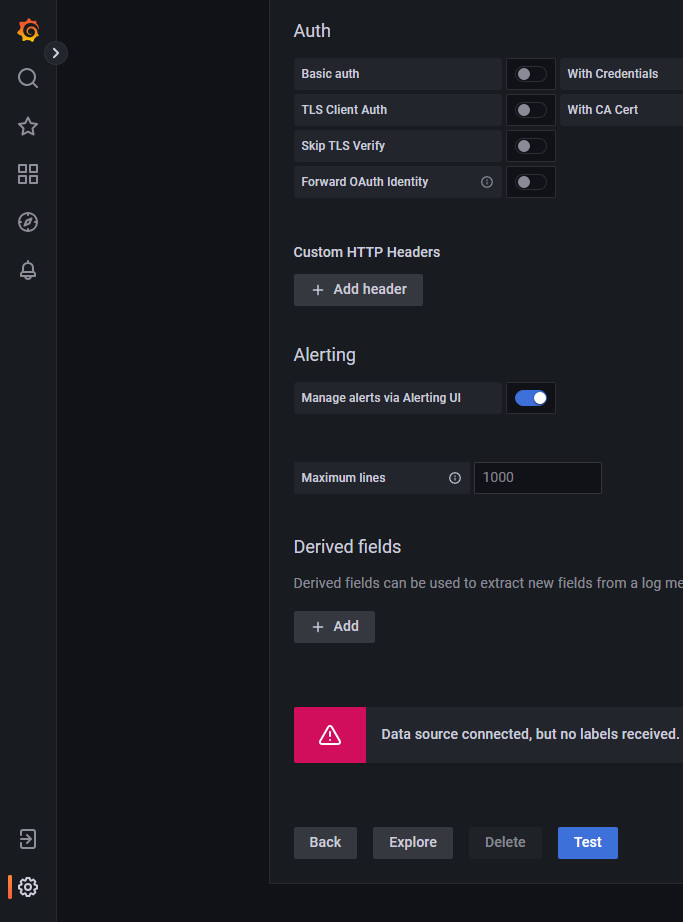 Auth
Basic auth
With Credentials
TLS Client Auth
With CA Cert
Skip TLS Verify
Forward OAuth Identity
Custom HTTP Headers
+ Add header
Alerting
Manage alerts via Alerting UI
Maximum lines
1000
Derived fields
Derived fields can be used to extract new fields from a log me
+ Add
Data source connected, but no labels received.
Back Explore Delete Test